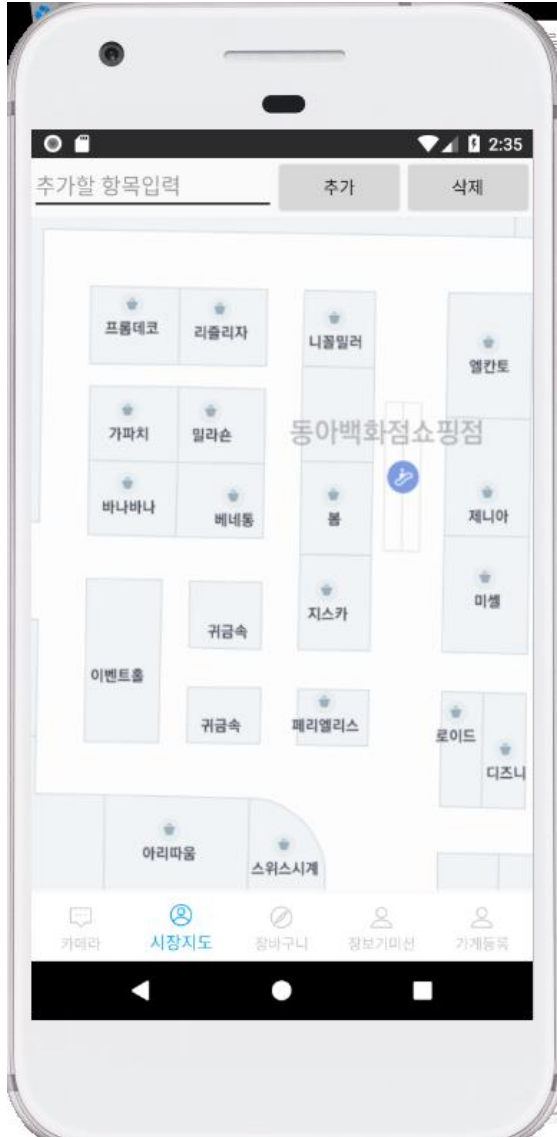 2:35
추가할 항목입력
추가
삭제
프롬데코
리즐리자
니꼴밀러
엘칸토
가파치
밀라숀
동아백화점쇼핑점
바나바나
베네통
봄
제니아
지스카
미셸
귀금속
이벤트홀
귀금속
페리엘리스
로이드
디즈니
아리따움
스위스시계
카메라
시장지도
장바구니
장보기미션
가게등록